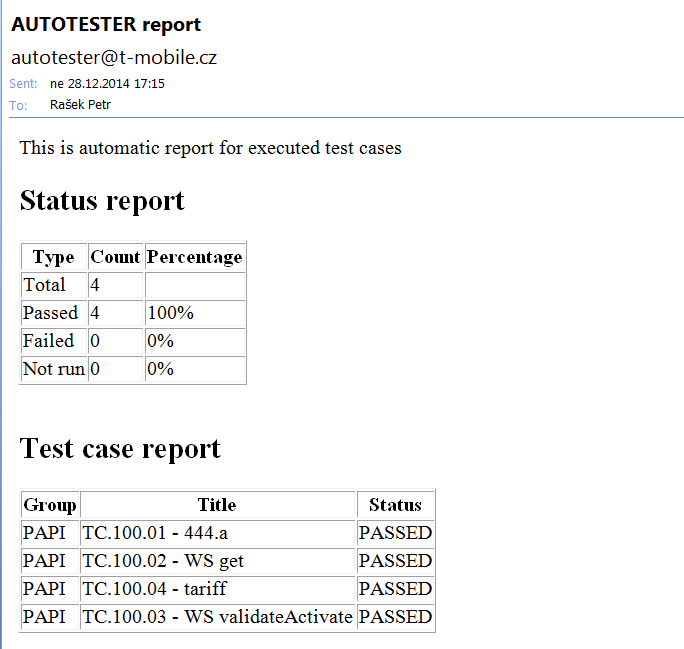 AUTOTESTER report
autotester@t-mobile.cz
Sent: ne 28.12.2014 17:15
To: Rašek Petr
This is automatic report for executed test cases
Status report
Type Count Percentage
Total 4
Passed 4 100%
Failed 0 0%
Not run 0 0%
Test case report
Group Title Status
PAPI TC.100.01 - 444.a PASSED
PAPI TC.100.02 - WS get PASSED
PAPI TC.100.04 - tariff PASSED
PAPI TC.100.03 - WS validateActivate PASSED